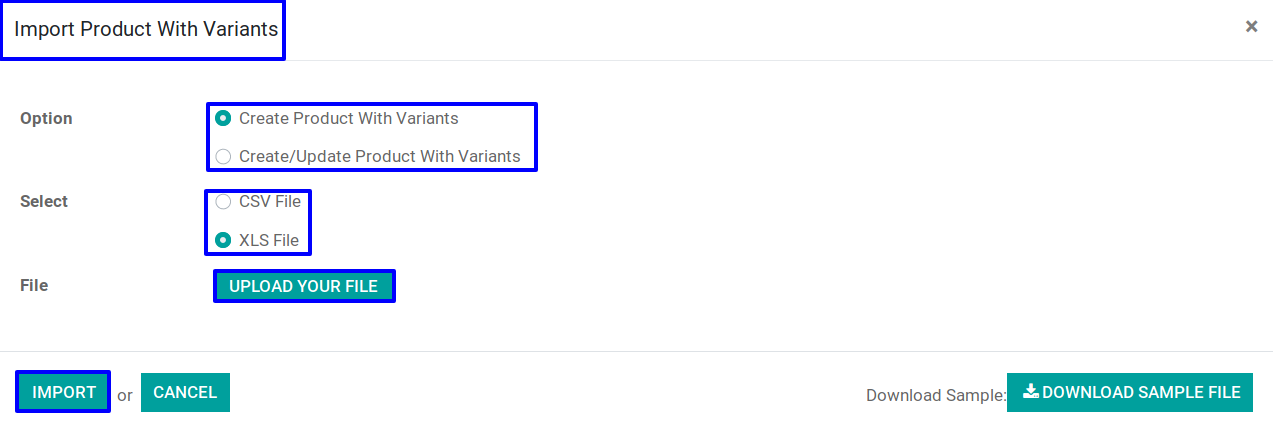 Import Product With Variants
×
Option
Create Product With Variants
Create/Update Product With Variants
Select
CSV File
XLS File
File
UPLOAD YOUR FILE
IMPORT or CANCEL
Download Sample: DOWNLOAD SAMPLE FILE